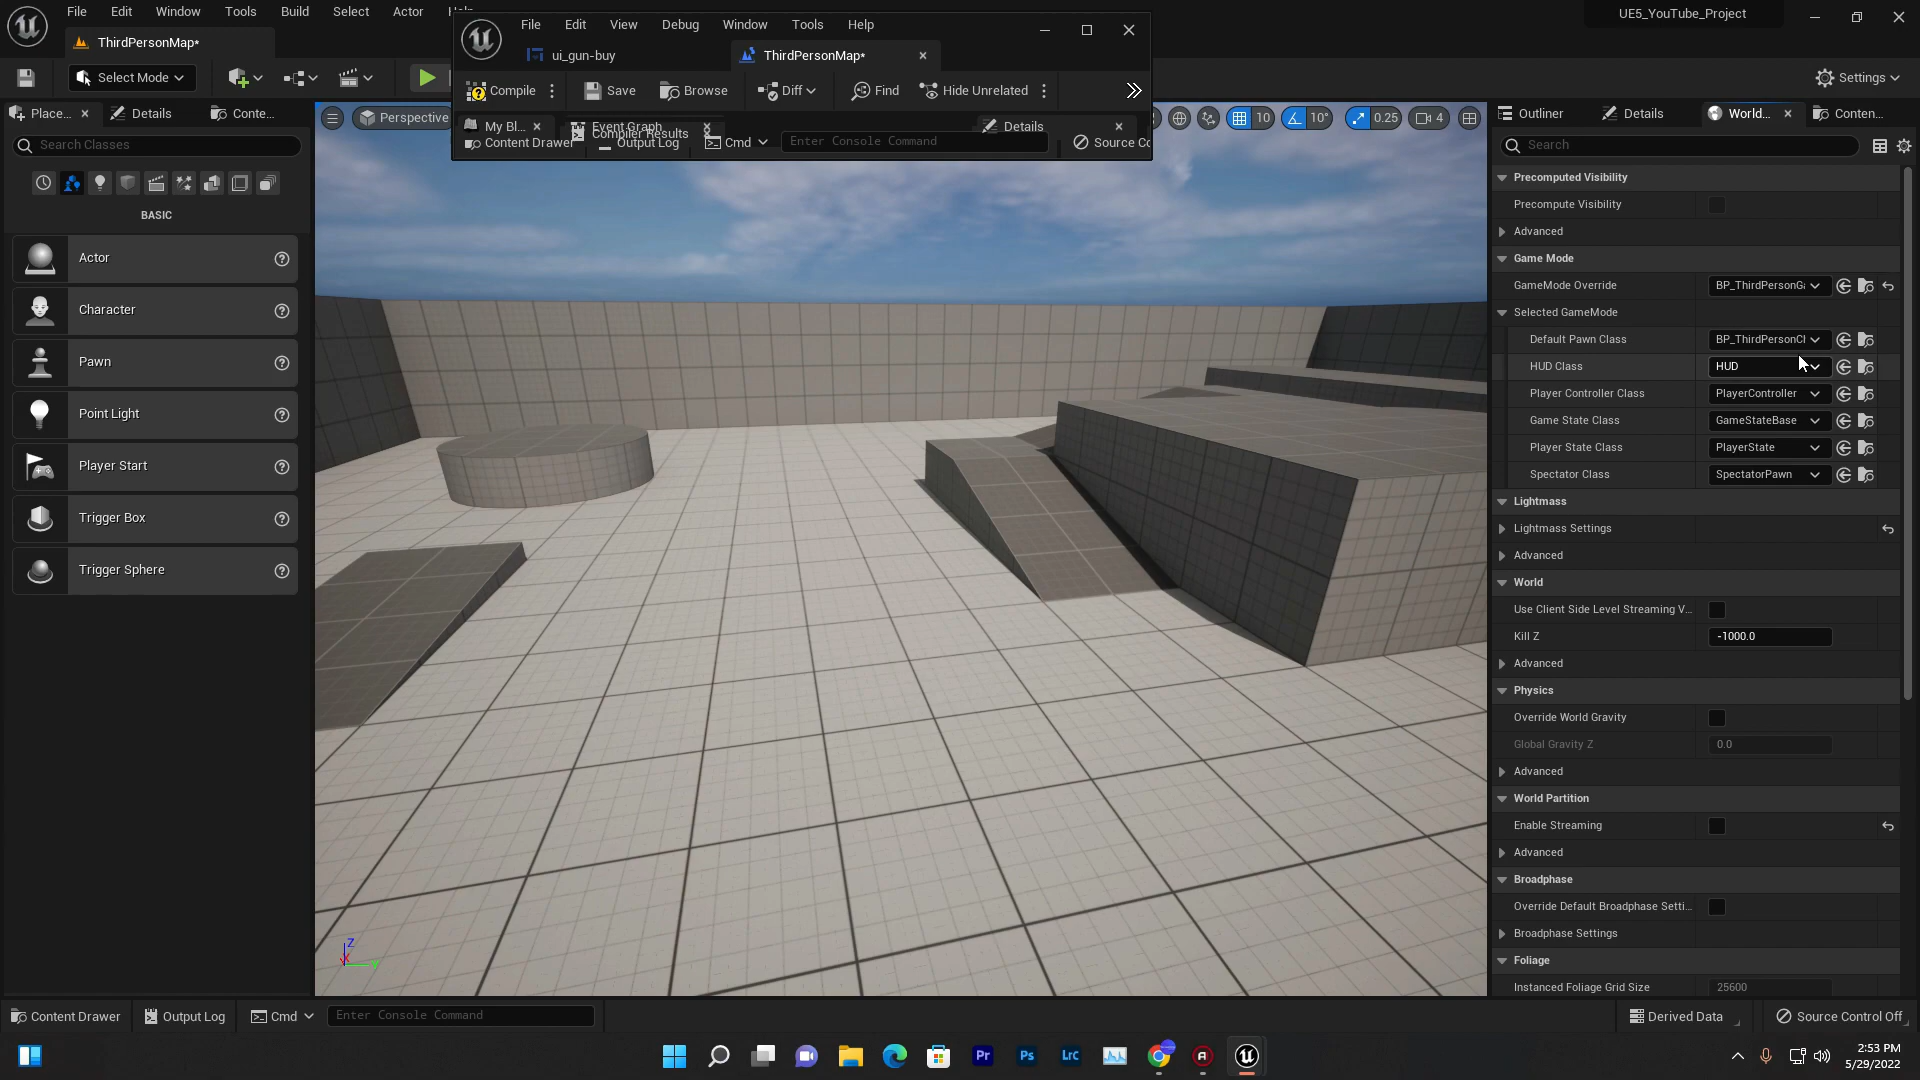 File Edit Window Tools Build Select Actor
UE5_YouTube_Project
ThirdPersonMap*
Select Mode
Settings
File Edit View Debug Window Tools Help
ui_gun-buy
ThirdPersonMap*
Compile Save Browse Diff Find Hide Unrelated
My Bl... Event Graph Details
Compiler Results
Content Drawer Output Log Cmd Enter Console Command Source Cc
Place... Details Conte...
Search Classes
BASIC
Actor
Character
Pawn
Point Light
Player Start
Trigger Box
Trigger Sphere
Perspective
10 10° 0.25 4
Z
X
Y
Outliner Details World... Conten...
Search
Precomputed Visibility
Precompute Visibility
Advanced
Game Mode
GameMode Override BP_ThirdPersonGa
Selected GameMode
Default Pawn Class BP_ThirdPersonCl
HUD Class HUD
Player Controller Class PlayerController
Game State Class GameStateBase
Player State Class PlayerState
Spectator Class SpectatorPawn
Lightmass
Lightmass Settings
Advanced
World
Use Client Side Level Streaming V...
Kill Z -1000.0
Advanced
Physics
Override World Gravity
Global Gravity Z 0.0
Advanced
World Partition
Enable Streaming
Advanced
Broadphase
Override Default Broadphase Setti...
Broadphase Settings
Foliage
Instanced Foliage Grid Size 25600
Content Drawer Output Log Cmd Enter Console Command
Derived Data Source Control Off
Pr Ps LrC
2:53 PM
5/29/2022